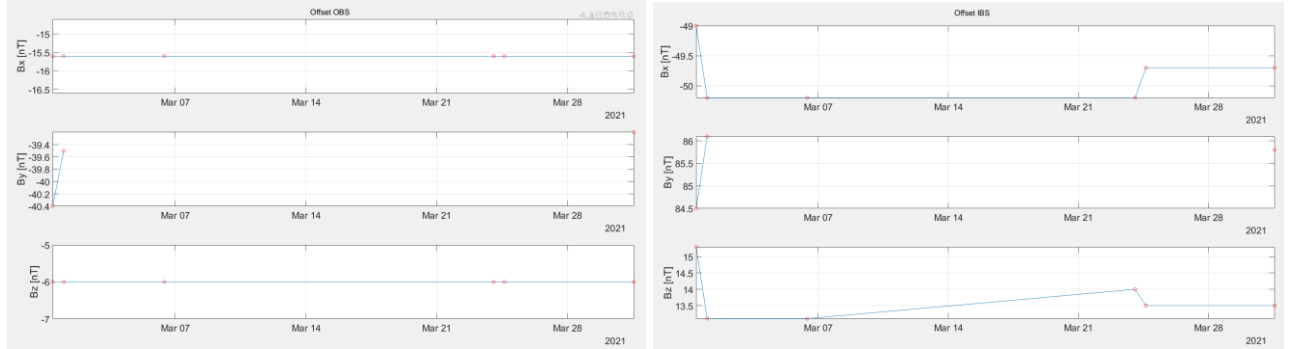 Offset OBS
Bx [nT]
-15
-15.5
-16
-16.5
Mar 07 Mar 14 Mar 21 Mar 28
2021
By [nT]
-39.4
-39.6
-39.8
-40
-40.2
-40.4
Mar 07 Mar 14 Mar 21 Mar 28
2021
Bz [nT]
-5
-6
-7
Mar 07 Mar 14 Mar 21 Mar 28
2021
Offset IBS
Bx [nT]
-49
-49.5
-50
Mar 07 Mar 14 Mar 21 Mar 28
2021
By [nT]
86
85.5
85
84.5
Mar 07 Mar 14 Mar 21 Mar 28
2021
Bz [nT]
15
14.5
14
13.5
Mar 07 Mar 14 Mar 21 Mar 28
2021